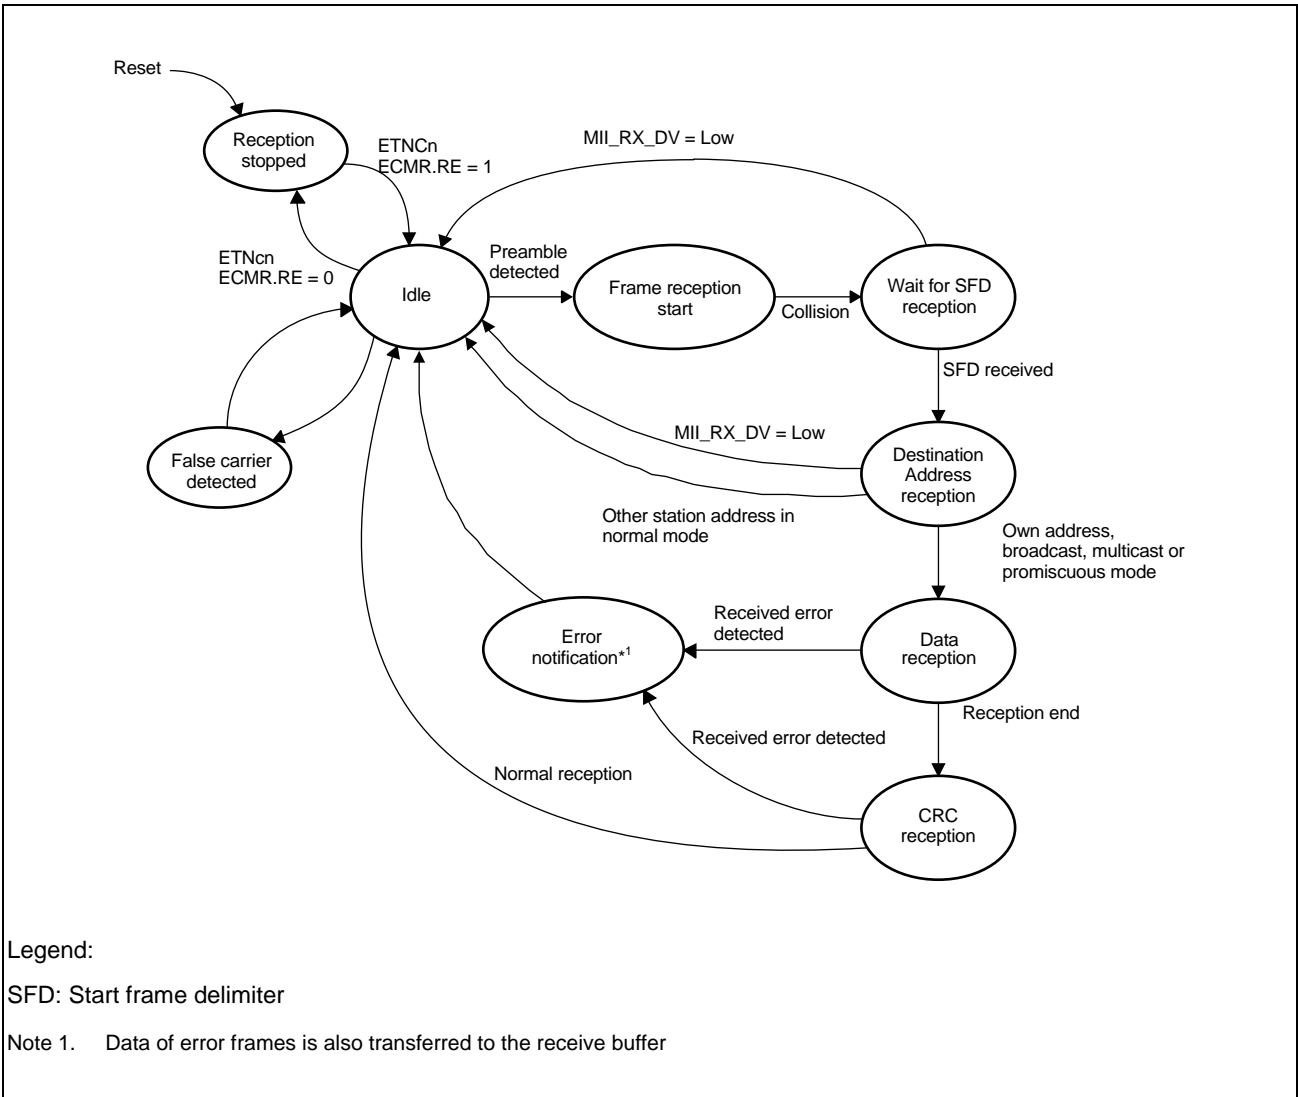 Reset
Reception
stopped
ETNCn
ECMR.RE = 1
MII_RX_DV = Low
ETNcn
ECMR.RE = 0
Idle
Preamble
detected
Frame reception
start
Collision
Wait for SFD
reception
SFD received
False carrier
detected
MII_RX_DV = Low
Destination
Address
reception
Other station address in
normal mode
Own address,
broadcast, multicast or
promiscuous mode
Error
notification*1
Received error
detected
Data
reception
Reception end
Received error detected
Normal reception
CRC
reception
Legend:
SFD: Start frame delimiter
Note 1. Data of error frames is also transferred to the receive buffer